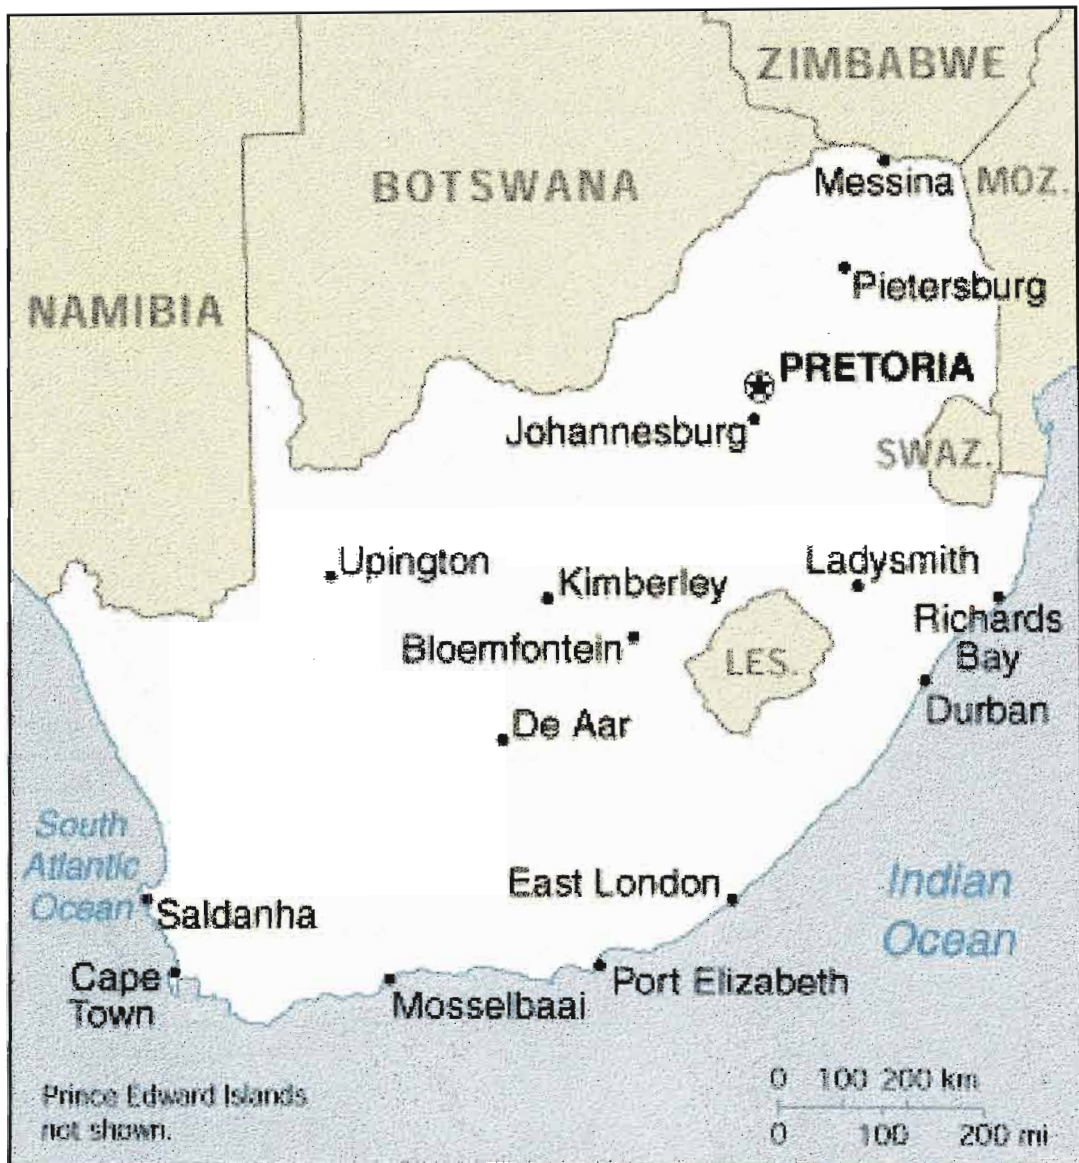 ZIMBABWE
BOTSWANA
Messina
MOZ.
Pietersburg
NAMIBIA
PRETORIA
Johannesburg
SWAZ.
Upington
Kimberley
Ladysmith
Richards
Bay
Bloemfontein
LES.
Durban
De Aar
South
Atlantic
Ocean
East London
Indian
Ocean
Saldanha
Cape
Town
Mosselbaai
Port Elizabeth
Prince Edward Islands
not shown.
0 100 200 km
0 100 200 mi